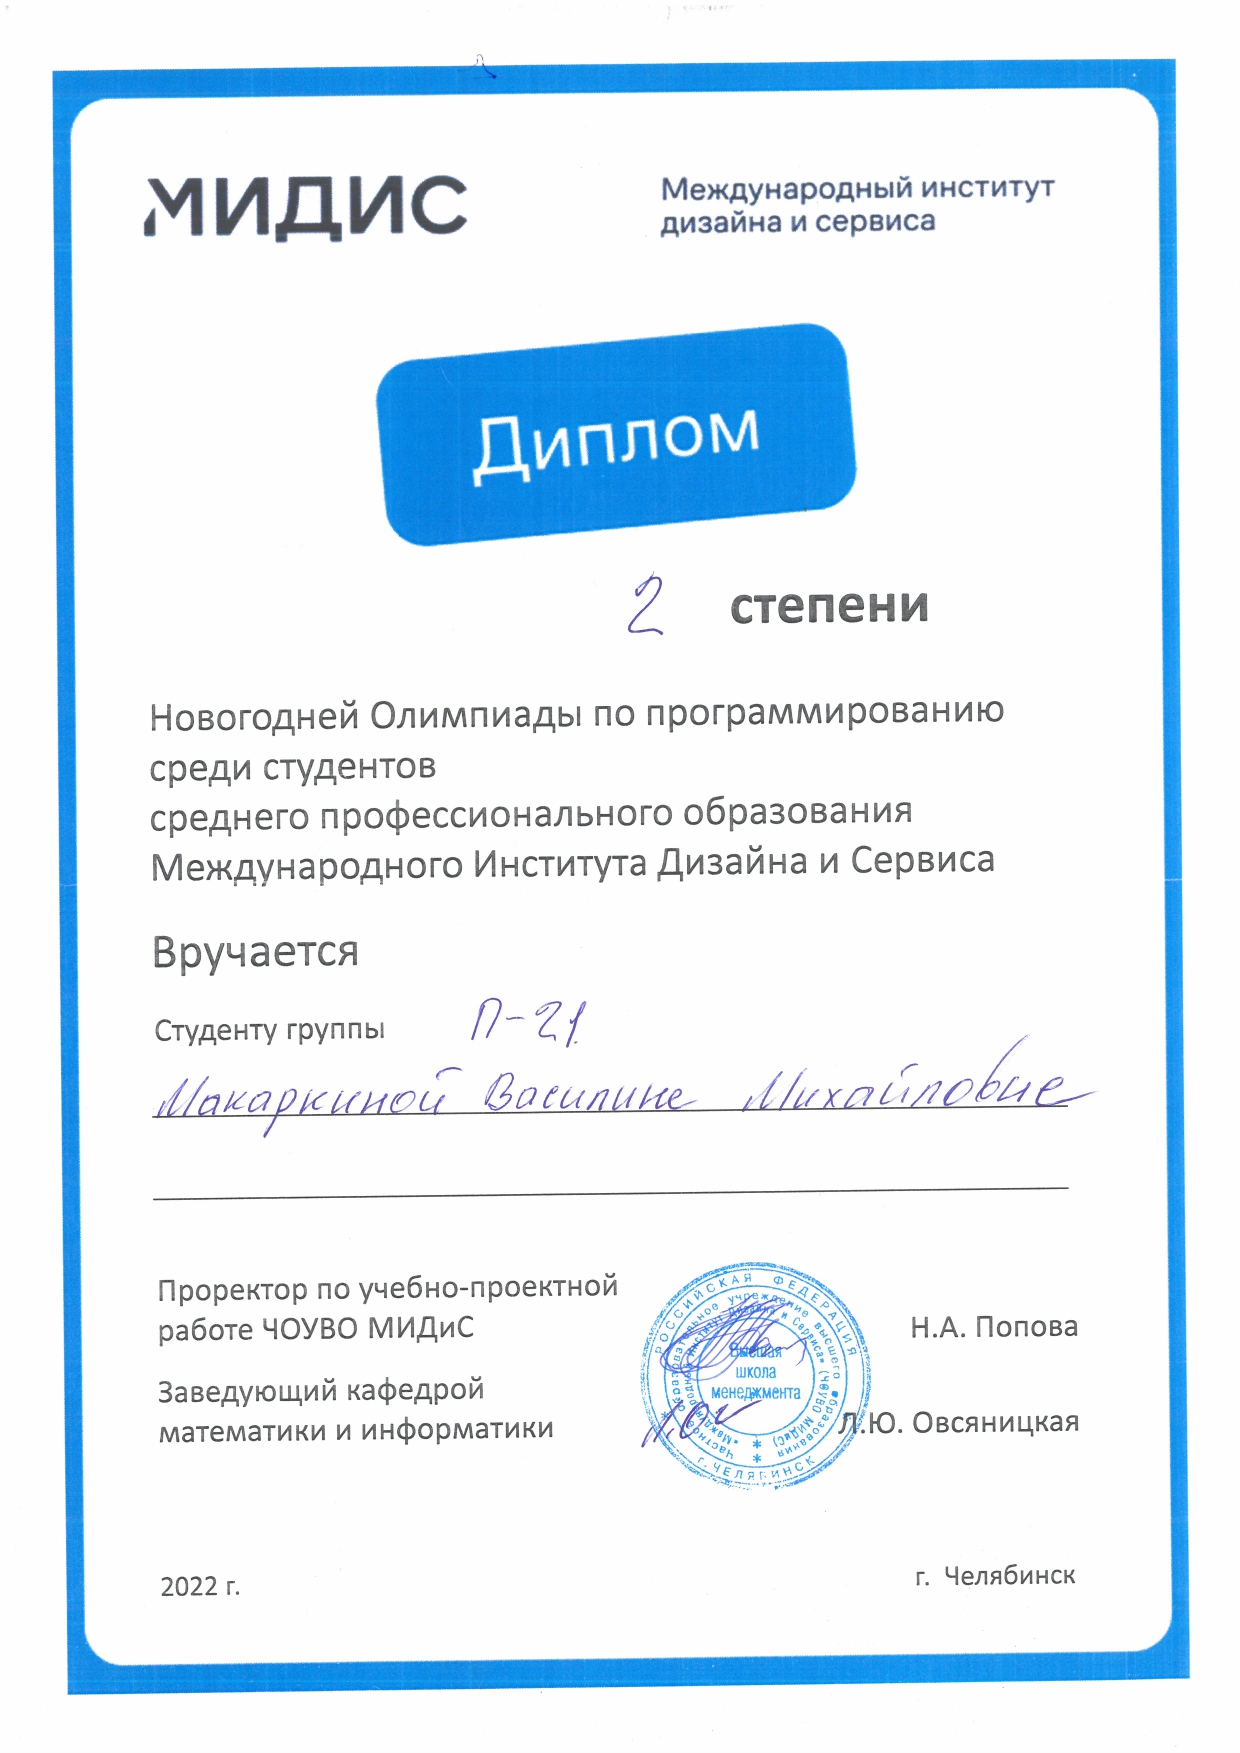 МИДИС
Международный институт
дизайна и сервиса
Диплом
2 степени
Новогодней Олимпиады по программированию
среди студентов
среднего профессионального образования
Международного Института Дизайна и Сервиса
Вручается
Студенту группы П-21
Макаркиной Василине Михайловне
Проректор по учебно-проектной
работе ЧОУВО МИДиС
Н.А. Попова
Заведующий кафедрой
математики и информатики
Л.Ю. Овсяницкая
РОССИЙСКАЯ ФЕДЕРАЦИЯ
г. ЧЕЛЯБИНСК
Частное образовательное учреждение высшего образования
«Международный Институт Дизайна и Сервиса» (ЧОУВО МИДиС)
Высшая
школа
менеджмента
2022 г.
г. Челябинск